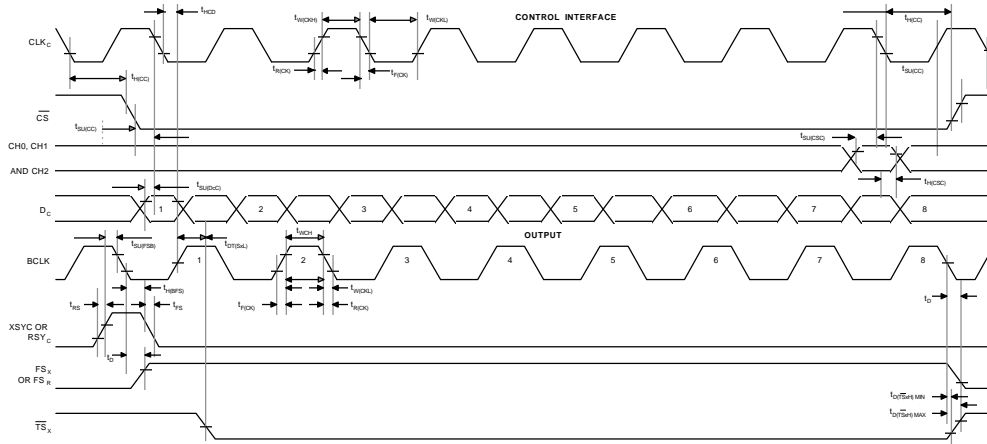 CONTROL INTERFACE
tHCD
tW(CKH)
tW(CKL)
tH(CC)
CLKC
tR(CK)
tF(CK)
tSU(CC)
tH(CC)
CS
tSU(CC)
tSU(CSC)
CH0, CH1
AND CH2
tH(CSC)
tSU(DcC)
DC
1
2
3
4
5
6
7
8
OUTPUT
tSU(FSB)
tDT(SxL)
tWCH
BCLK
1
2
3
4
5
6
7
8
tH(BFS)
tF(CK)
tW(CKL)
tR(CK)
tRS
tFS
tD
XSYC OR
RSYC
tD
FSX
OR FSR
tD(TSxH) MIN
tD(TSxH) MAX
TSX